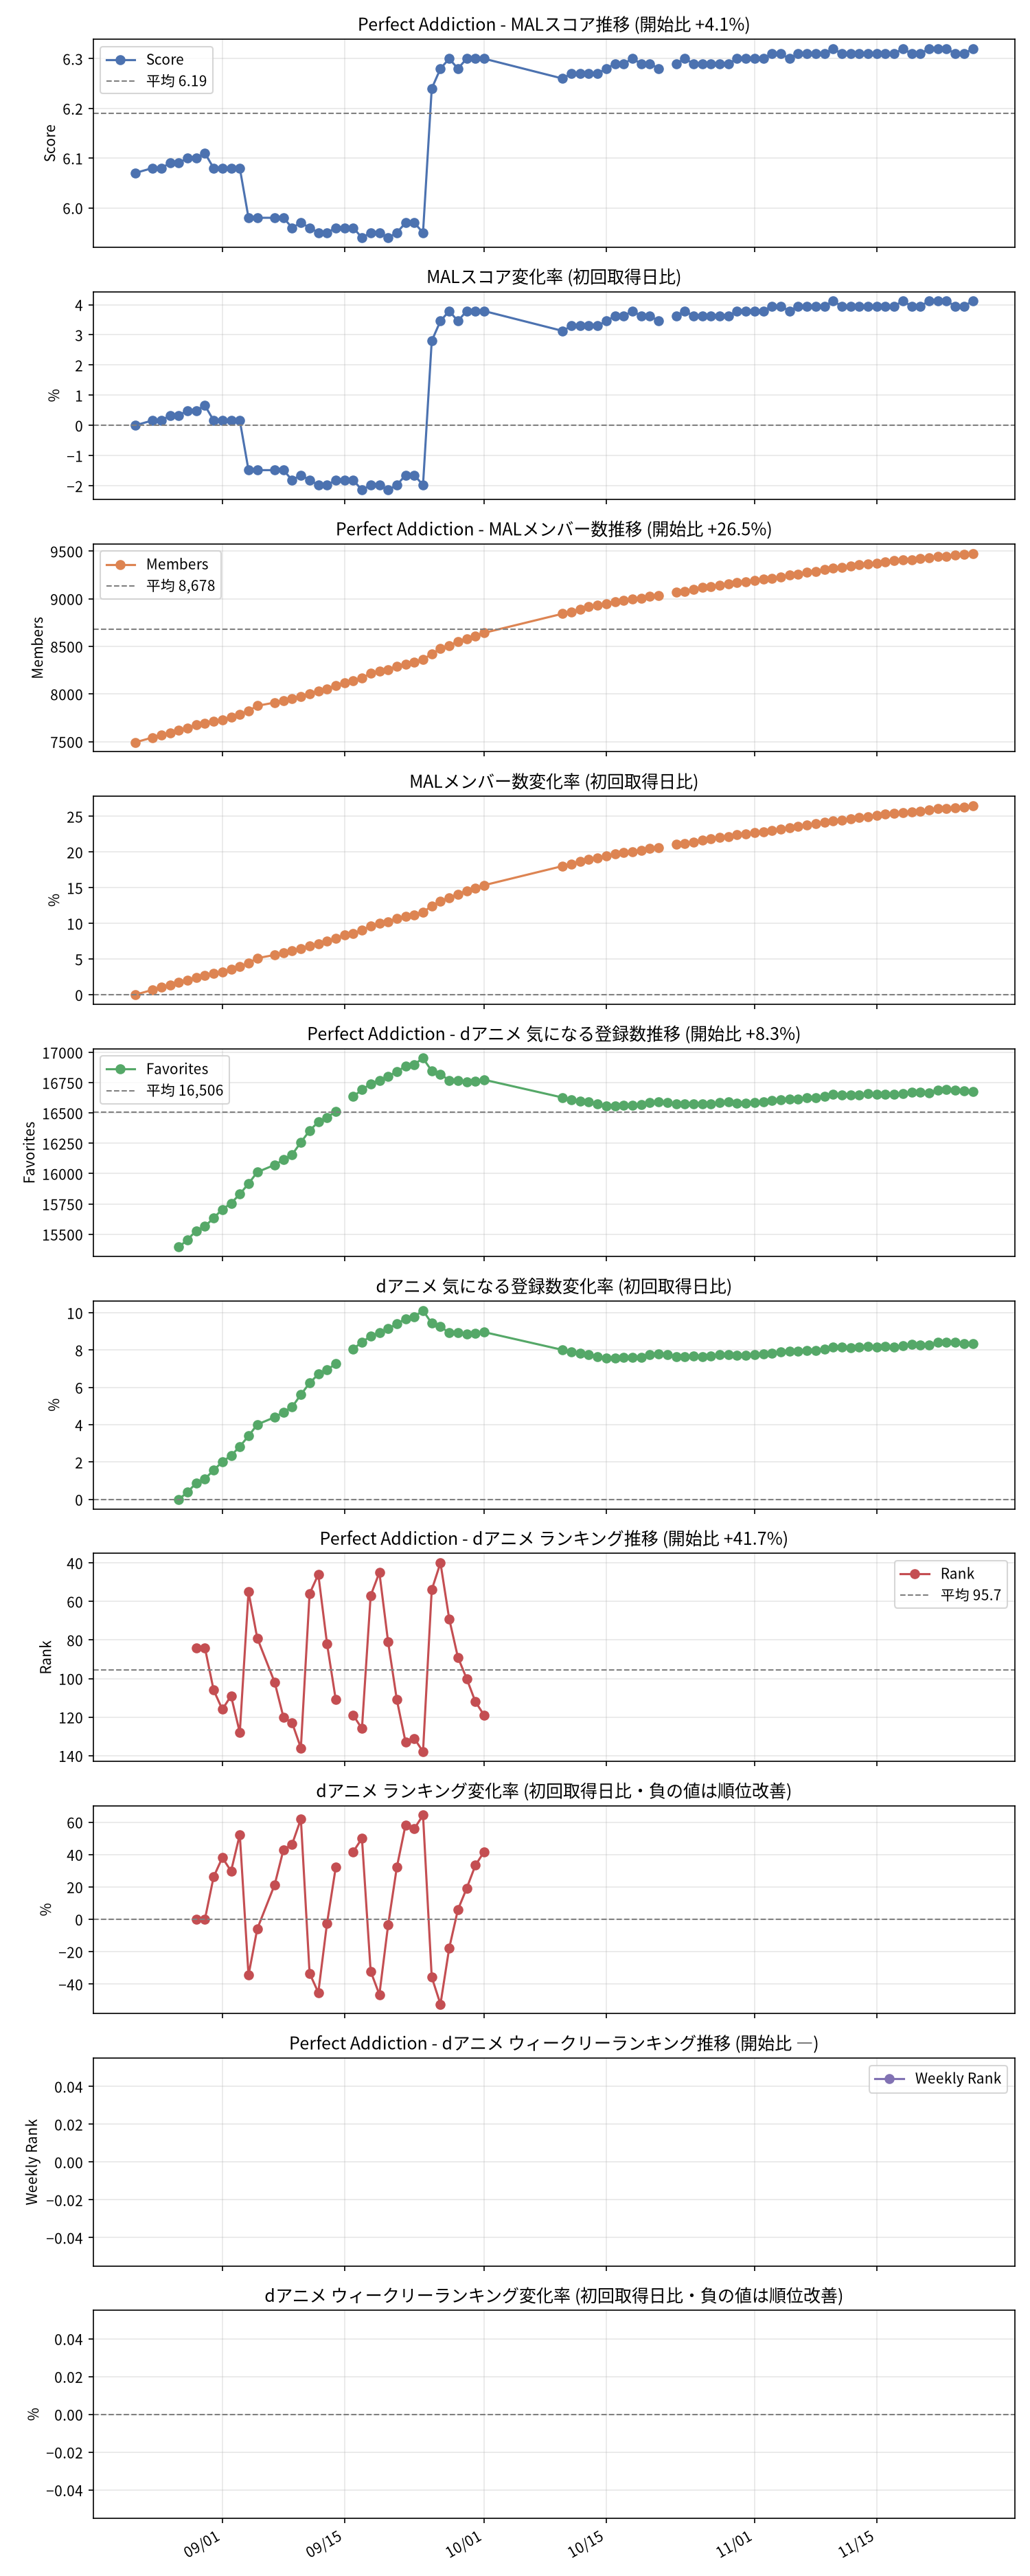 Perfect Addiction - MALスコア推移 (開始比 +4.1%)
Score
平均 6.19
Score
6.3
6.2
6.1
6.0
MALスコア変化率 (初回取得日比)
%
4
3
2
1
0
−1
−2
Perfect Addiction - MALメンバー数推移 (開始比 +26.5%)
Members
平均 8,678
Members
9500
9000
8500
8000
7500
MALメンバー数変化率 (初回取得日比)
%
25
20
15
10
5
0
Perfect Addiction - dアニメ 気になる登録数推移 (開始比 +8.3%)
Favorites
平均 16,506
Favorites
17000
16750
16500
16250
16000
15750
15500
dアニメ 気になる登録数変化率 (初回取得日比)
%
10
8
6
4
2
0
Perfect Addiction - dアニメ ランキング推移 (開始比 +41.7%)
Rank
平均 95.7
Rank
40
60
80
100
120
140
dアニメ ランキング変化率 (初回取得日比・負の値は順位改善)
%
60
40
20
0
−20
−40
Perfect Addiction - dアニメ ウィークリーランキング推移 (開始比 —)
Weekly Rank
Weekly Rank
0.04
0.02
0.00
−0.02
−0.04
dアニメ ウィークリーランキング変化率 (初回取得日比・負の値は順位改善)
%
0.04
0.02
0.00
−0.02
−0.04
09/01
09/15
10/01
10/15
11/01
11/15